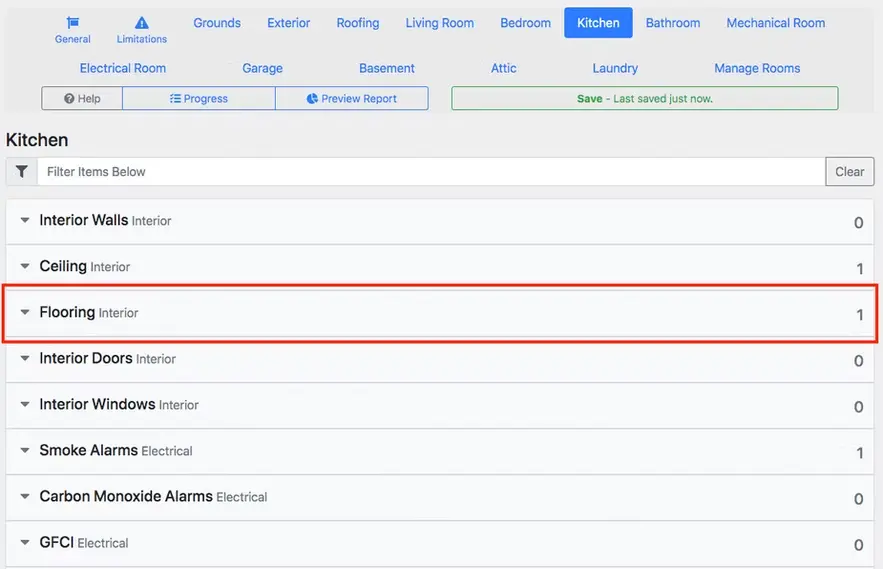 Grounds Exterior Roofing Living Room Bedroom Kitchen Bathroom Mechanical Room
General Limitations
Electrical Room Garage Basement Attic Laundry Manage Rooms
Help Progress Preview Report Save - Last saved just now.
Kitchen
Filter Items Below Clear
Interior Walls Interior 0
Ceiling Interior 1
Flooring Interior 1
Interior Doors Interior 0
Interior Windows Interior 0
Smoke Alarms Electrical 1
Carbon Monoxide Alarms Electrical 0
GFCI Electrical 0